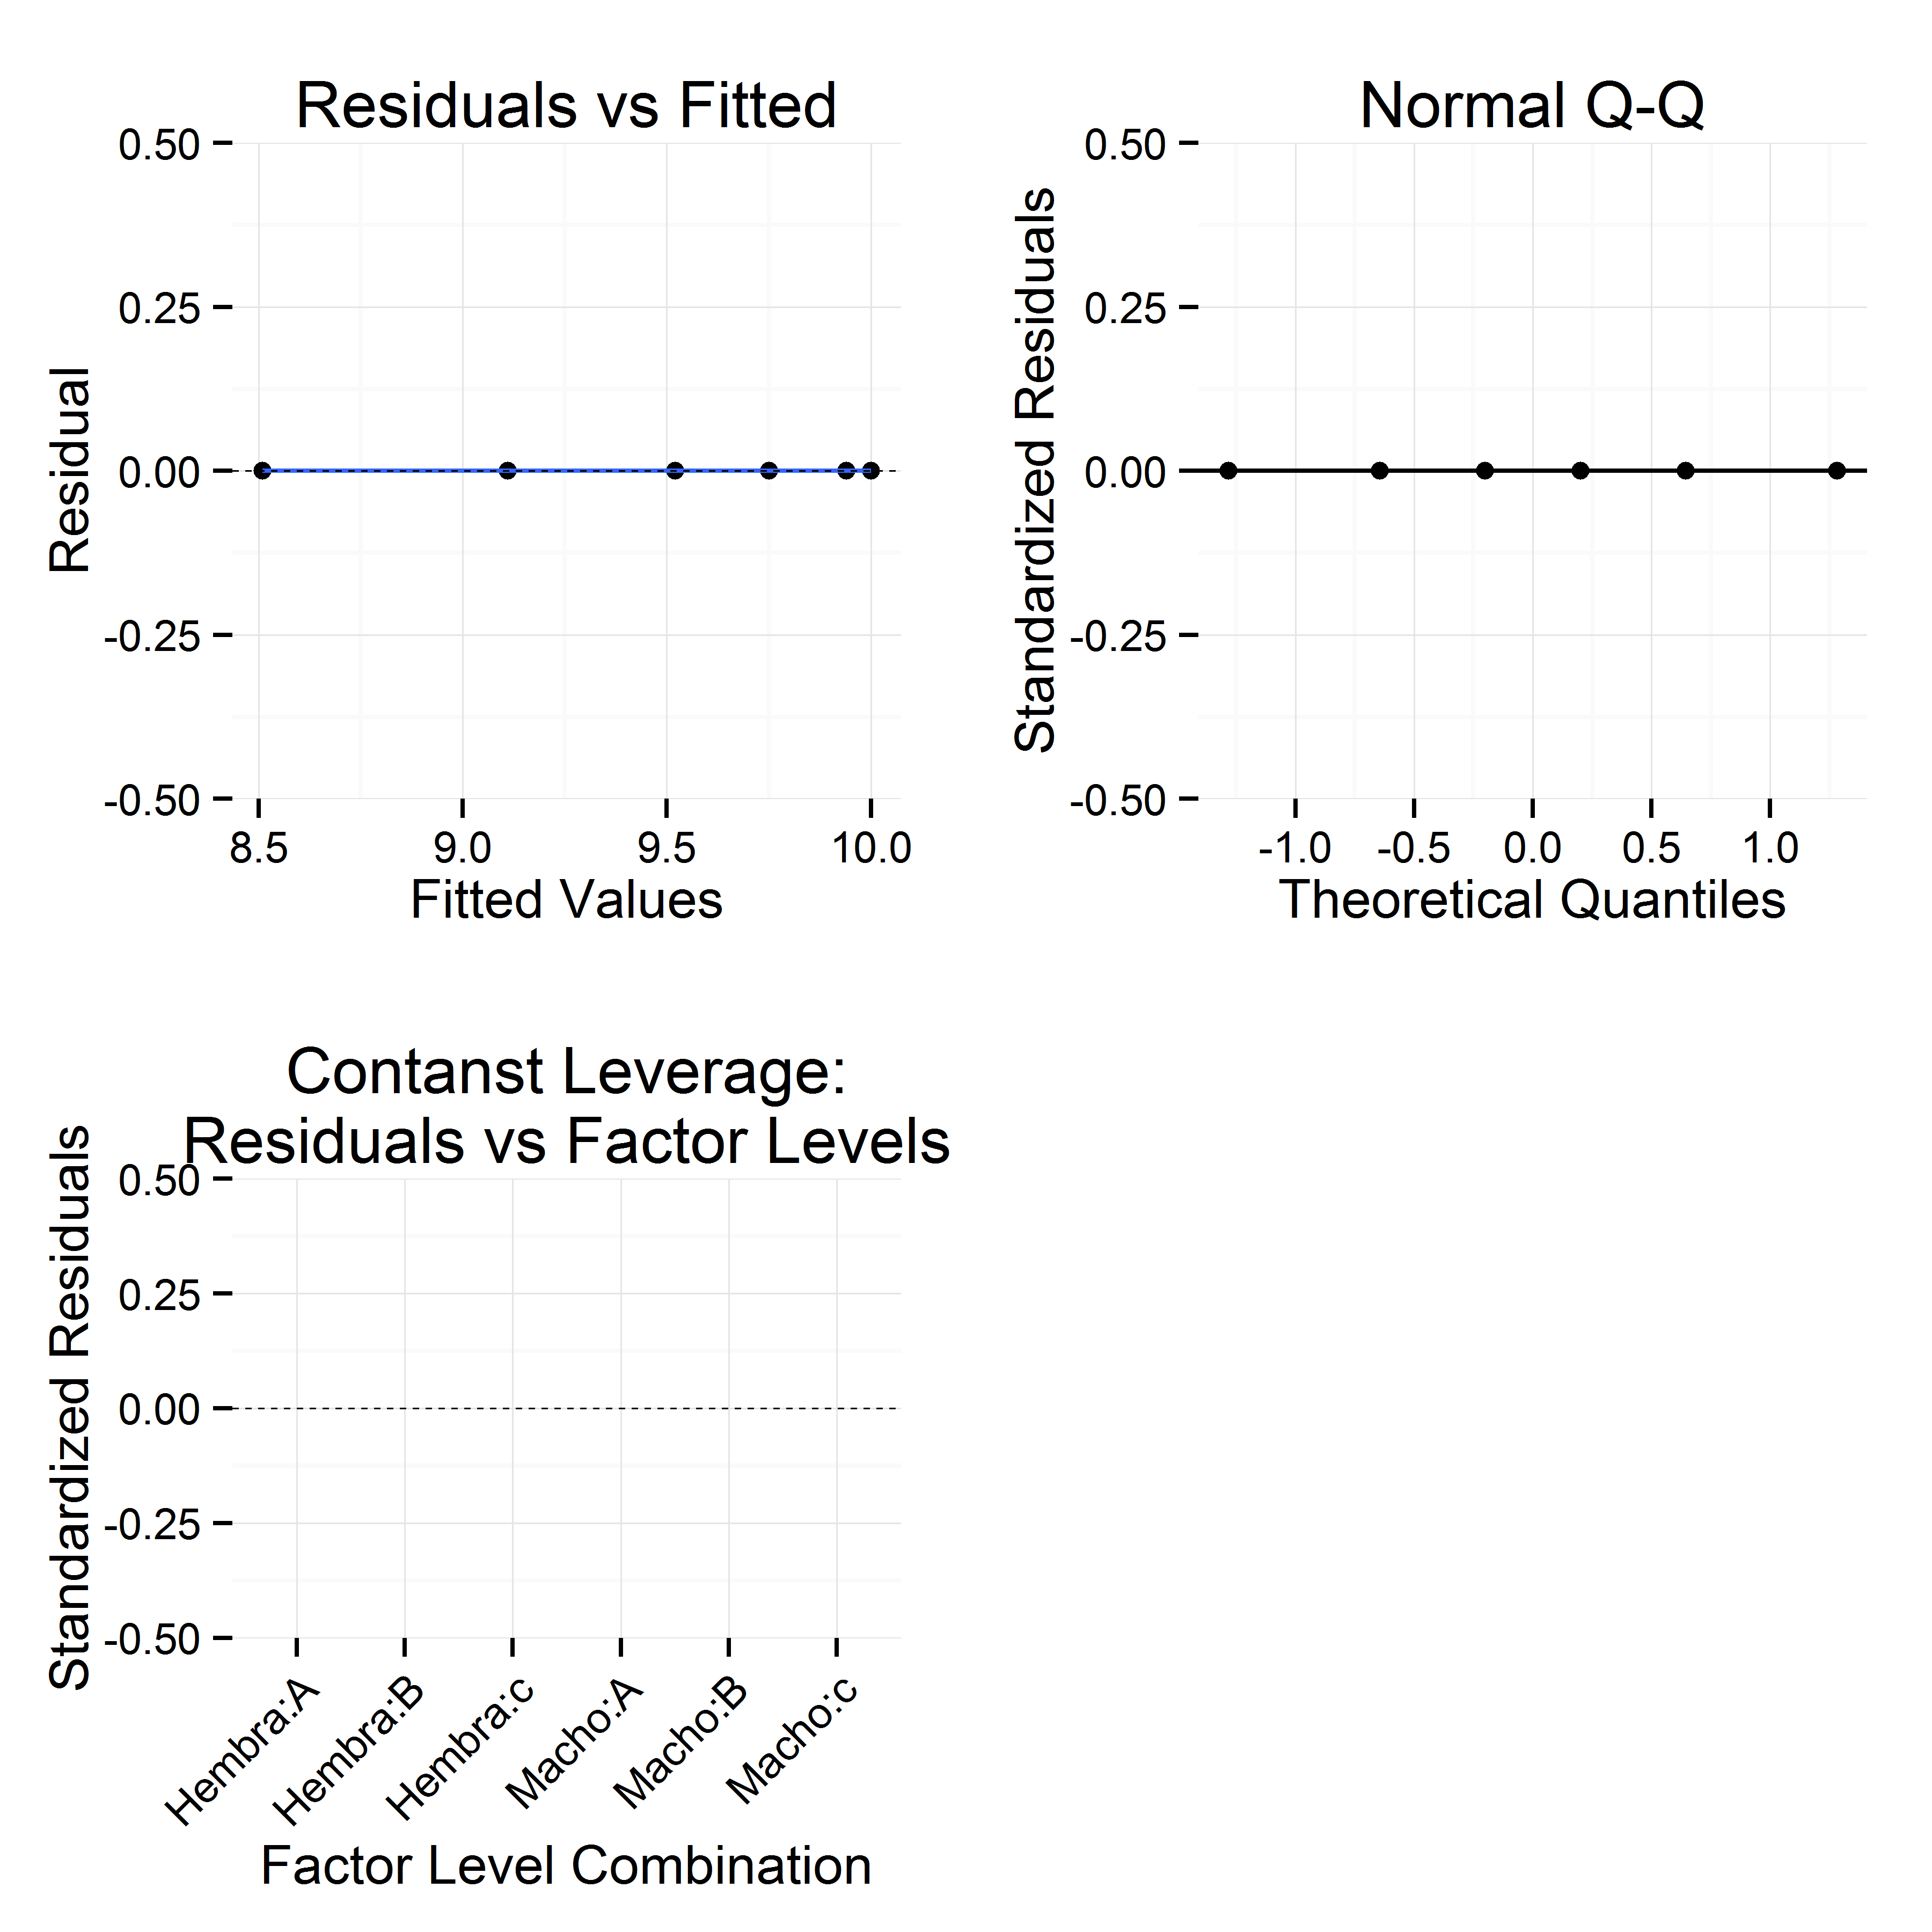 Residuals vs Fitted
0.50
0.25
0.00
-0.25
-0.50
Residual
8.5 9.0 9.5 10.0
Fitted Values
Normal Q-Q
0.50
0.25
0.00
-0.25
-0.50
Standardized Residuals
-1.0 -0.5 0.0 0.5 1.0
Theoretical Quantiles
Contanst Leverage:
Residuals vs Factor Levels
0.50
0.25
0.00
-0.25
-0.50
Standardized Residuals
Hembra:A
Hembra:B
Hembra:c
Macho:A
Macho:B
Macho:c
Factor Level Combination